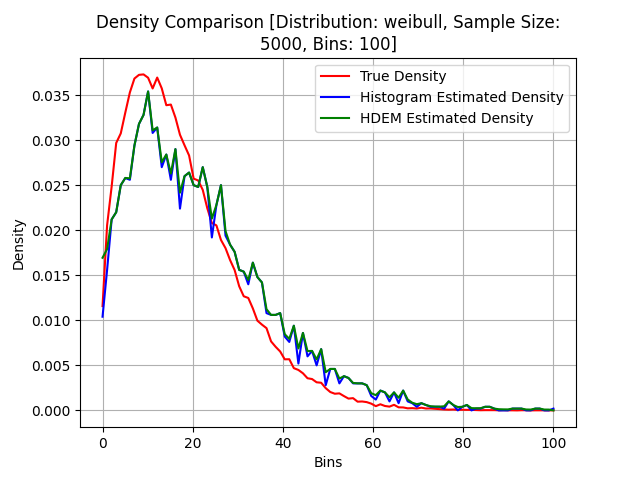 Density Comparison [Distribution: weibull, Sample Size:
5000, Bins: 100]
True Density
Histogram Estimated Density
HDEM Estimated Density
Density
0.035
0.030
0.025
0.020
0.015
0.010
0.005
0.000
0 20 40 60 80 100
Bins